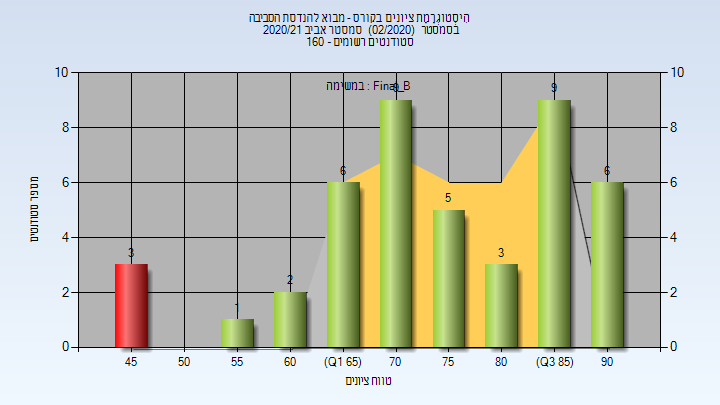 היסטוגרמת ציונים בקורס - מבוא להנדסת הסביבה
בסמסטר (02/2020) סמסטר אביב 2020/21
סטודנטים רשומים - 160
במשימה : Final_B
מספר סטודנטים
10 10
8 8
6 6
4 4
2 2
0 0
3 1 2 6 9 5 3 9 6
45 50 55 60 (Q1 65) 70 75 80 (Q3 85) 90
טווח ציונים